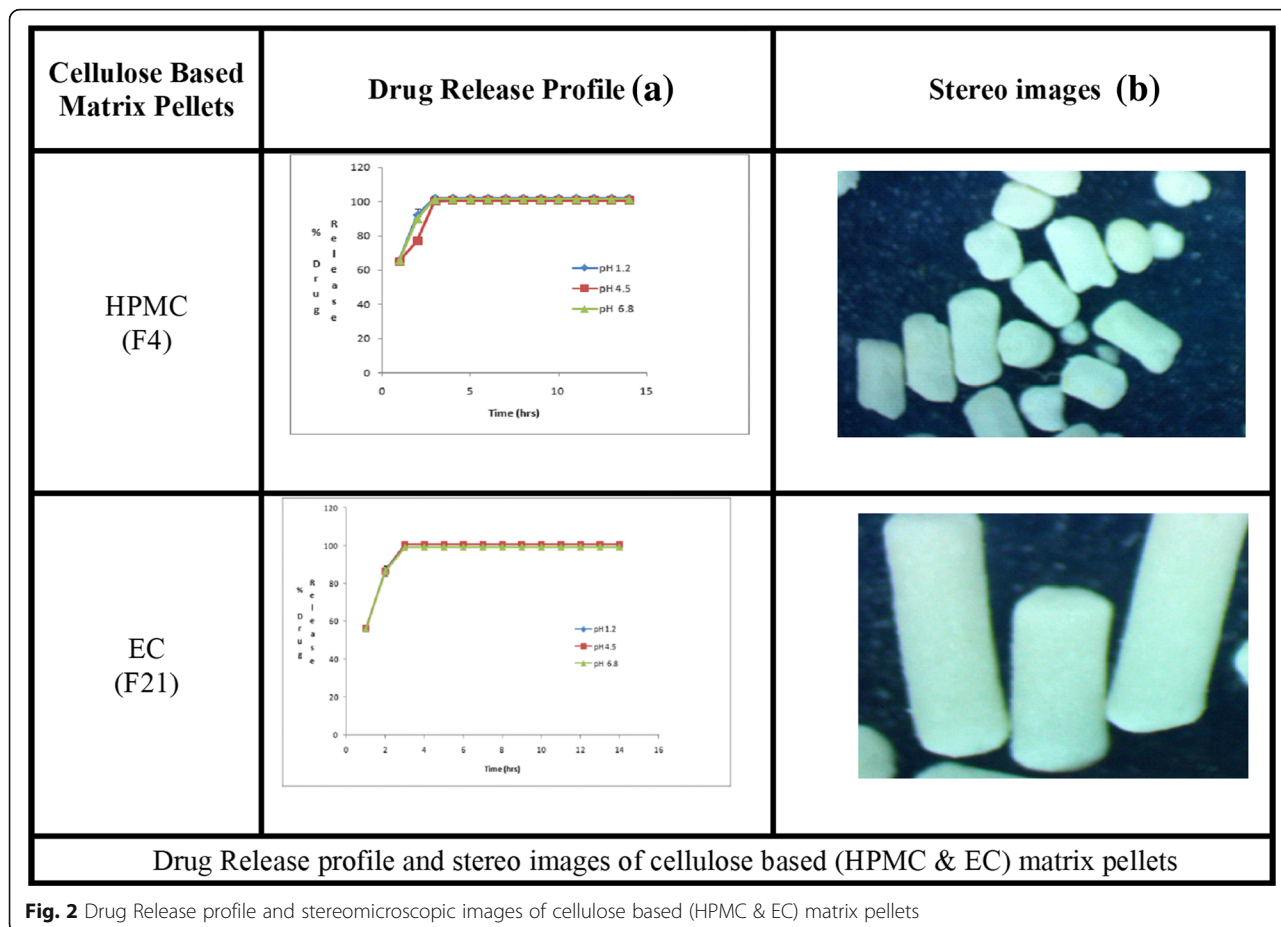 Cellulose Based
Matrix Pellets
Drug Release Profile (a)
Stereo images (b)
HPMC
(F4)
% Drug
Release
120
100
80
60
40
20
0
0 5 10 15
Time (hrs)
pH 1.2
pH 4.5
pH 6.8
EC
(F21)
% Drug
Release
120
100
80
60
40
20
0
0 2 4 6 8 10 12 14 16
Time (hrs)
pH 1.2
pH 4.5
pH 6.8
Drug Release profile and stereo images of cellulose based (HPMC & EC) matrix pellets
Fig. 2 Drug Release profile and stereomicroscopic images of cellulose based (HPMC & EC) matrix pellets